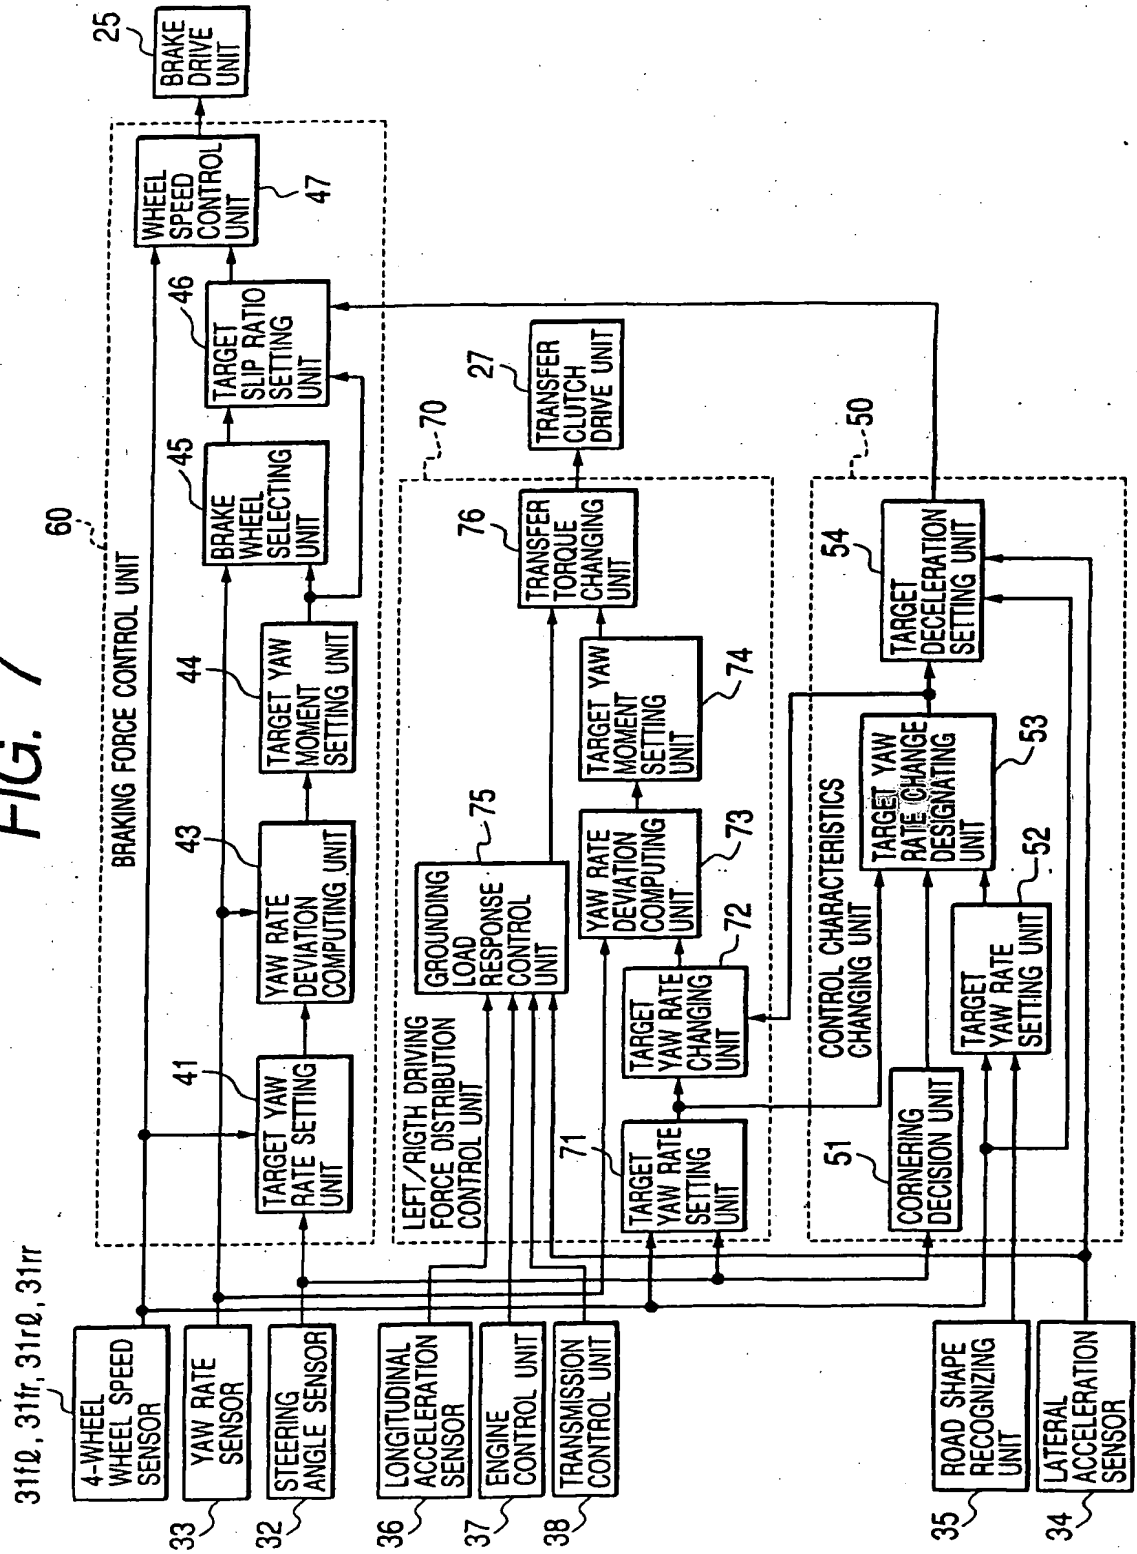 FIG. 7
31fℓ, 31fr, 31rℓ, 31rr
4-WHEEL
WHEEL SPEED
SENSOR
33
YAW RATE
SENSOR
32
STEERING
ANGLE SENSOR
36
LONGITUDINAL
ACCELERATION
SENSOR
37
ENGINE
CONTROL UNIT
38
TRANSMISSION
CONTROL UNIT
35
ROAD SHAPE
RECOGNIZING
UNIT
34
LATERAL
ACCELERATION
SENSOR
60
BRAKING FORCE CONTROL UNIT
41
TARGET YAW
RATE SETTING
UNIT
43
YAW RATE
DEVIATION
COMPUTING UNIT
44
TARGET YAW
MOMENT
SETTING UNIT
45
BRAKE
WHEEL
SELECTING
UNIT
46
TARGET
SLIP RATIO
SETTING
UNIT
WHEEL
SPEED
CONTROL
UNIT
47
25
BRAKE
DRIVE
UNIT
70
LEFT/RIGTH DRIVING
FORCE DISTRIBUTION
CONTROL UNIT
75
GROUNDING
LOAD
RESPONSE
CONTROL
UNIT
71
TARGET
YAW RATE
SETTING
UNIT
TARGET
YAW RATE
CHANGING
UNIT
72
YAW RATE
DEVIATION
COMPUTING
UNIT
73
TARGET YAW
MOMENT
SETTING
UNIT
74
76
TRANSFER
TORQUE
CHANGING
UNIT
27
TRANSFER
CLUTCH
DRIVE UNIT
50
CONTROL CHARACTERISTICS
CHANGING UNIT
51
CORNERING
DECISION UNIT
TARGET
YAW RATE
SETTING UNIT
52
TARGET YAW
RATE CHANGE
DESIGNATING
UNIT
53
54
TARGET
DECELERATION
SETTING UNIT